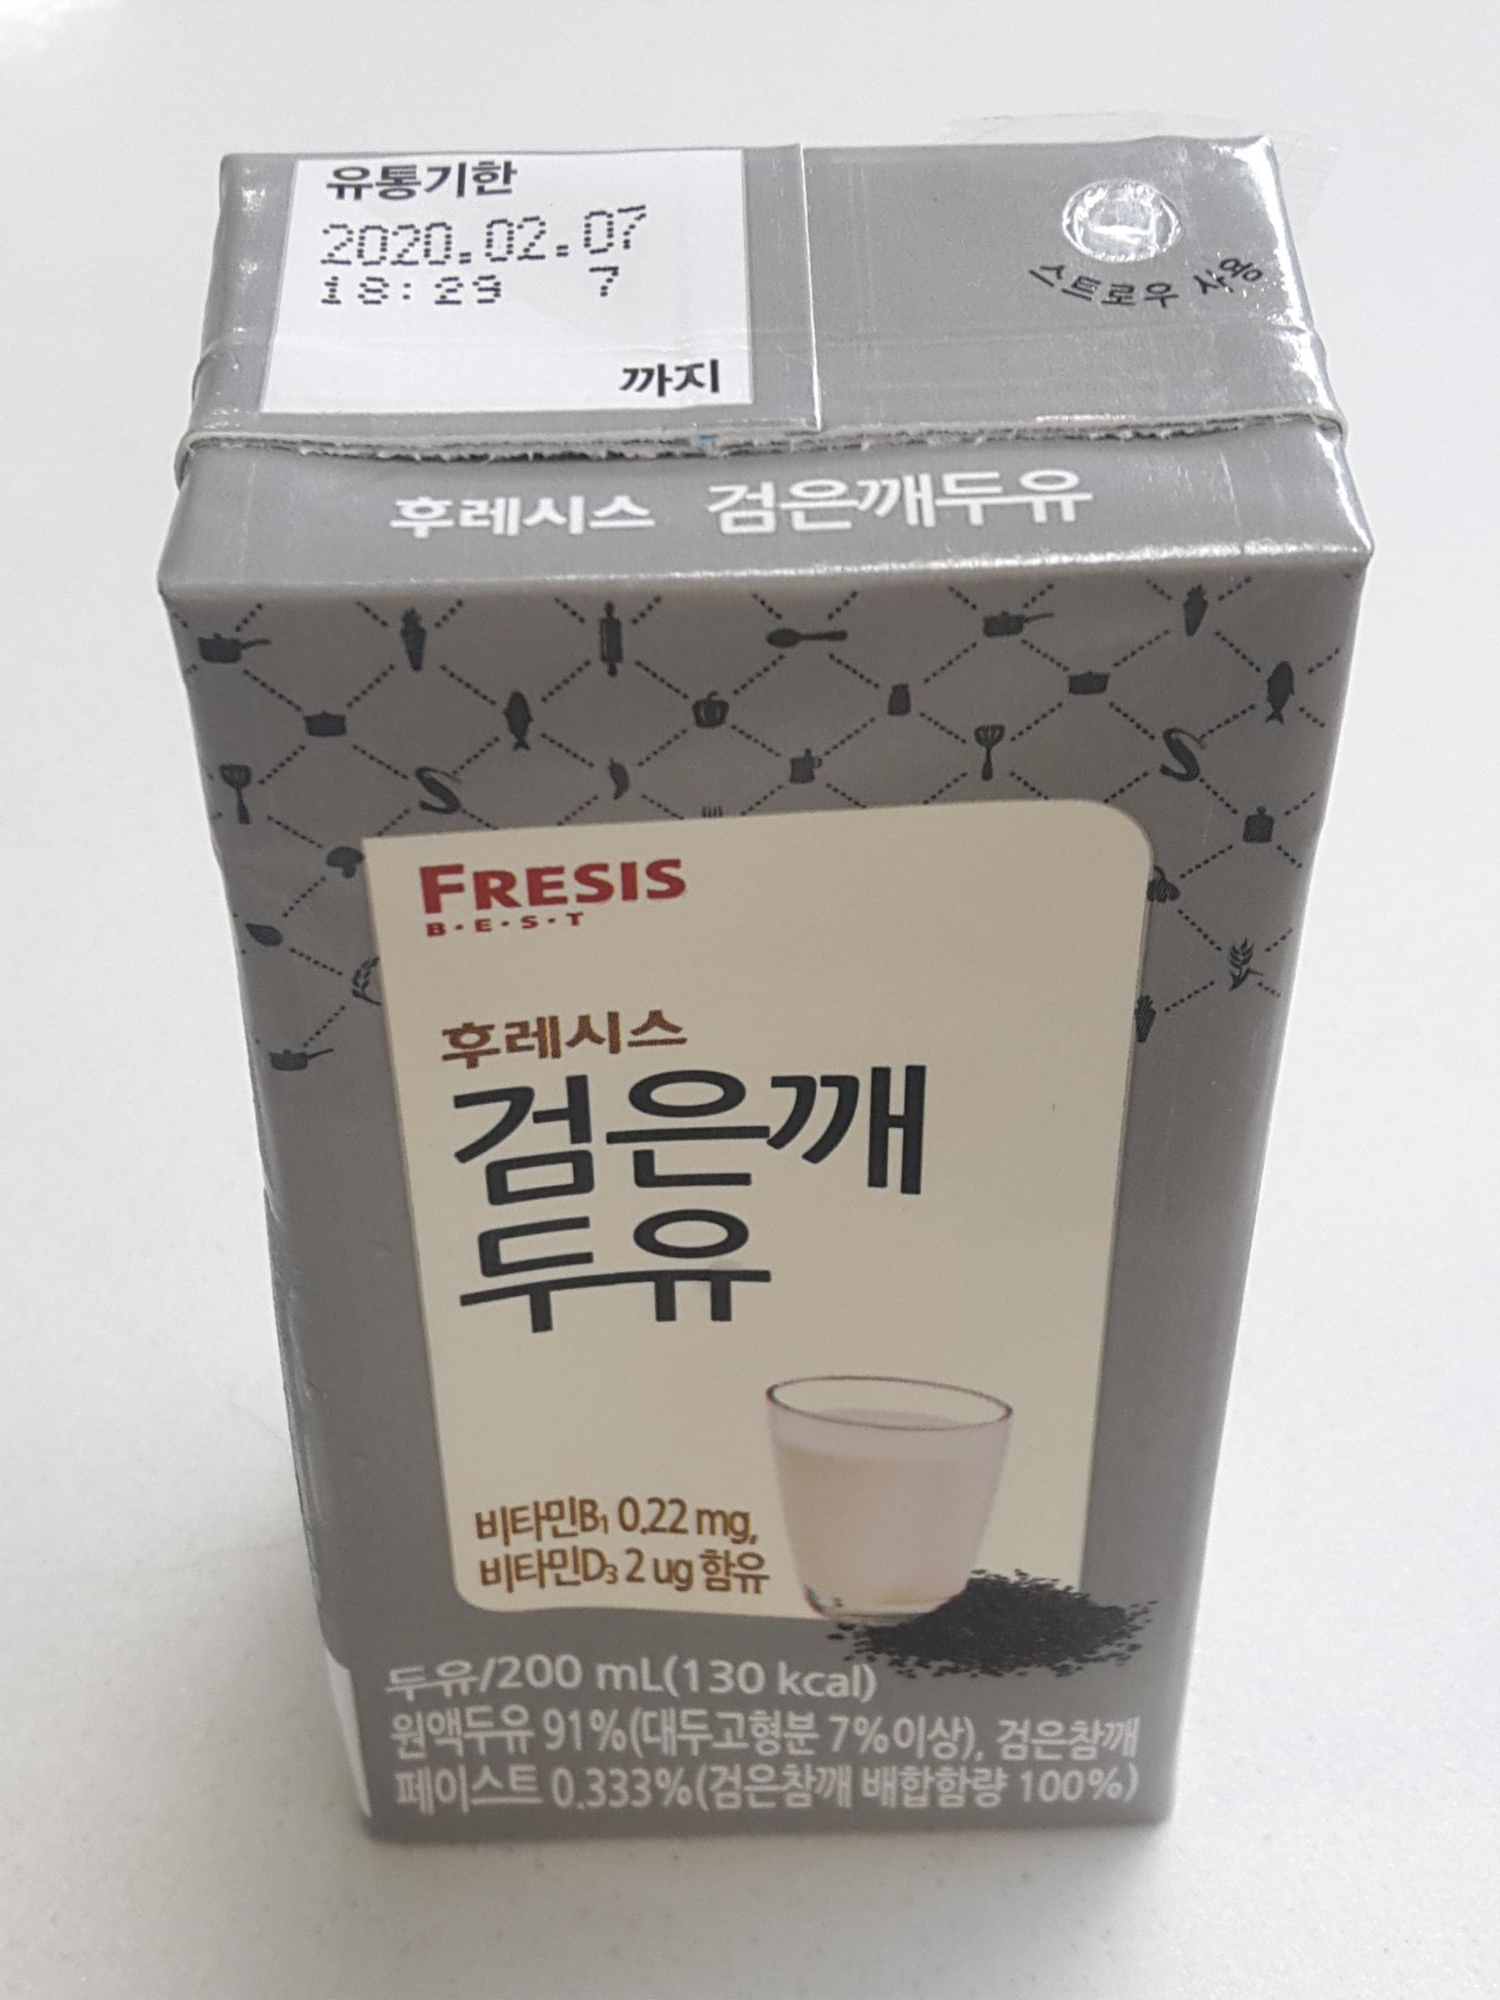 유통기한
2020.02.07
18:29 7
까지
스트로우 사용
후레시스 검은깨두유
FRESIS
B·E·S·T
후레시스
검은깨
두유
비타민B₁ 0.22 mg,
비타민D₃ 2 ug 함유
두유/200 mL(130 kcal)
원액두유 91%(대두고형분 7%이상), 검은참깨
페이스트 0.333%(검은참깨 배합함량 100%)